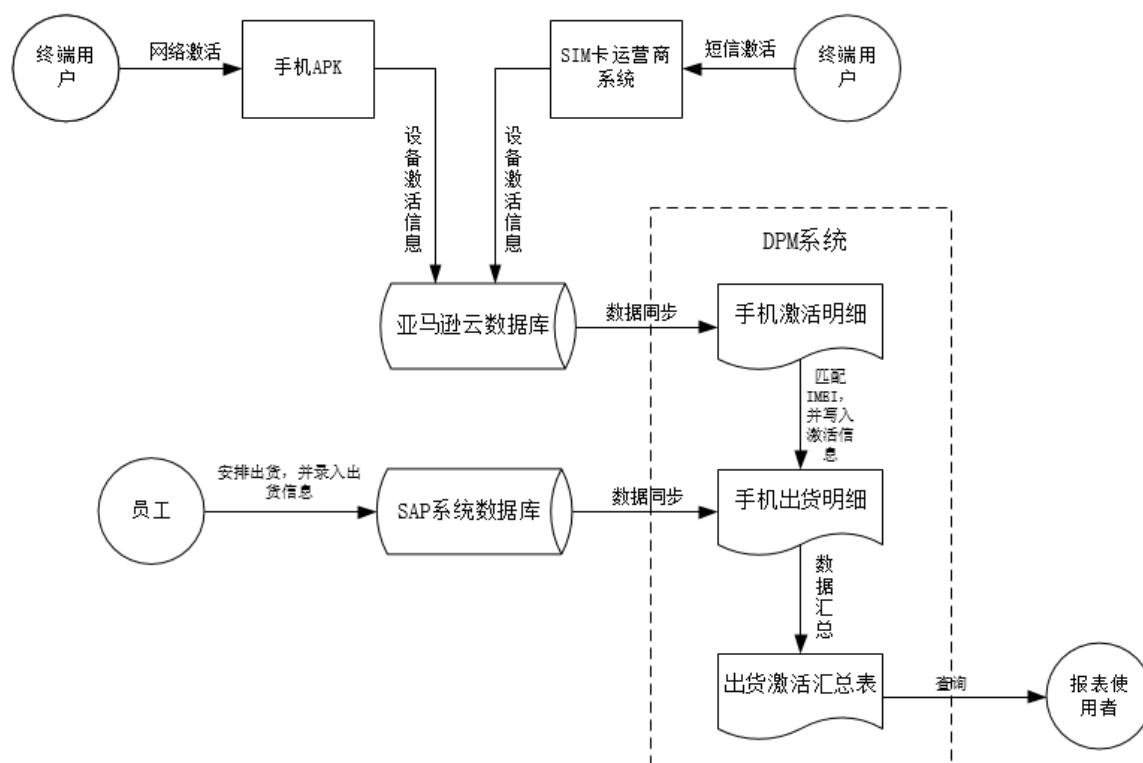 终端用
户
网络激活
手机APK
SIM卡运营商
系统
短信激活
终端用
户
设备激活信息
设备激活信息
DPM系统
亚马逊云数据库
数据同步
手机激活明细
匹配
IMEI，
并写入
激活信
息
员工
安排出货，并录入出
货信息
SAP系统数据库
数据同步
手机出货明细
数据汇总
出货激活汇总表
查询
报表使
用者